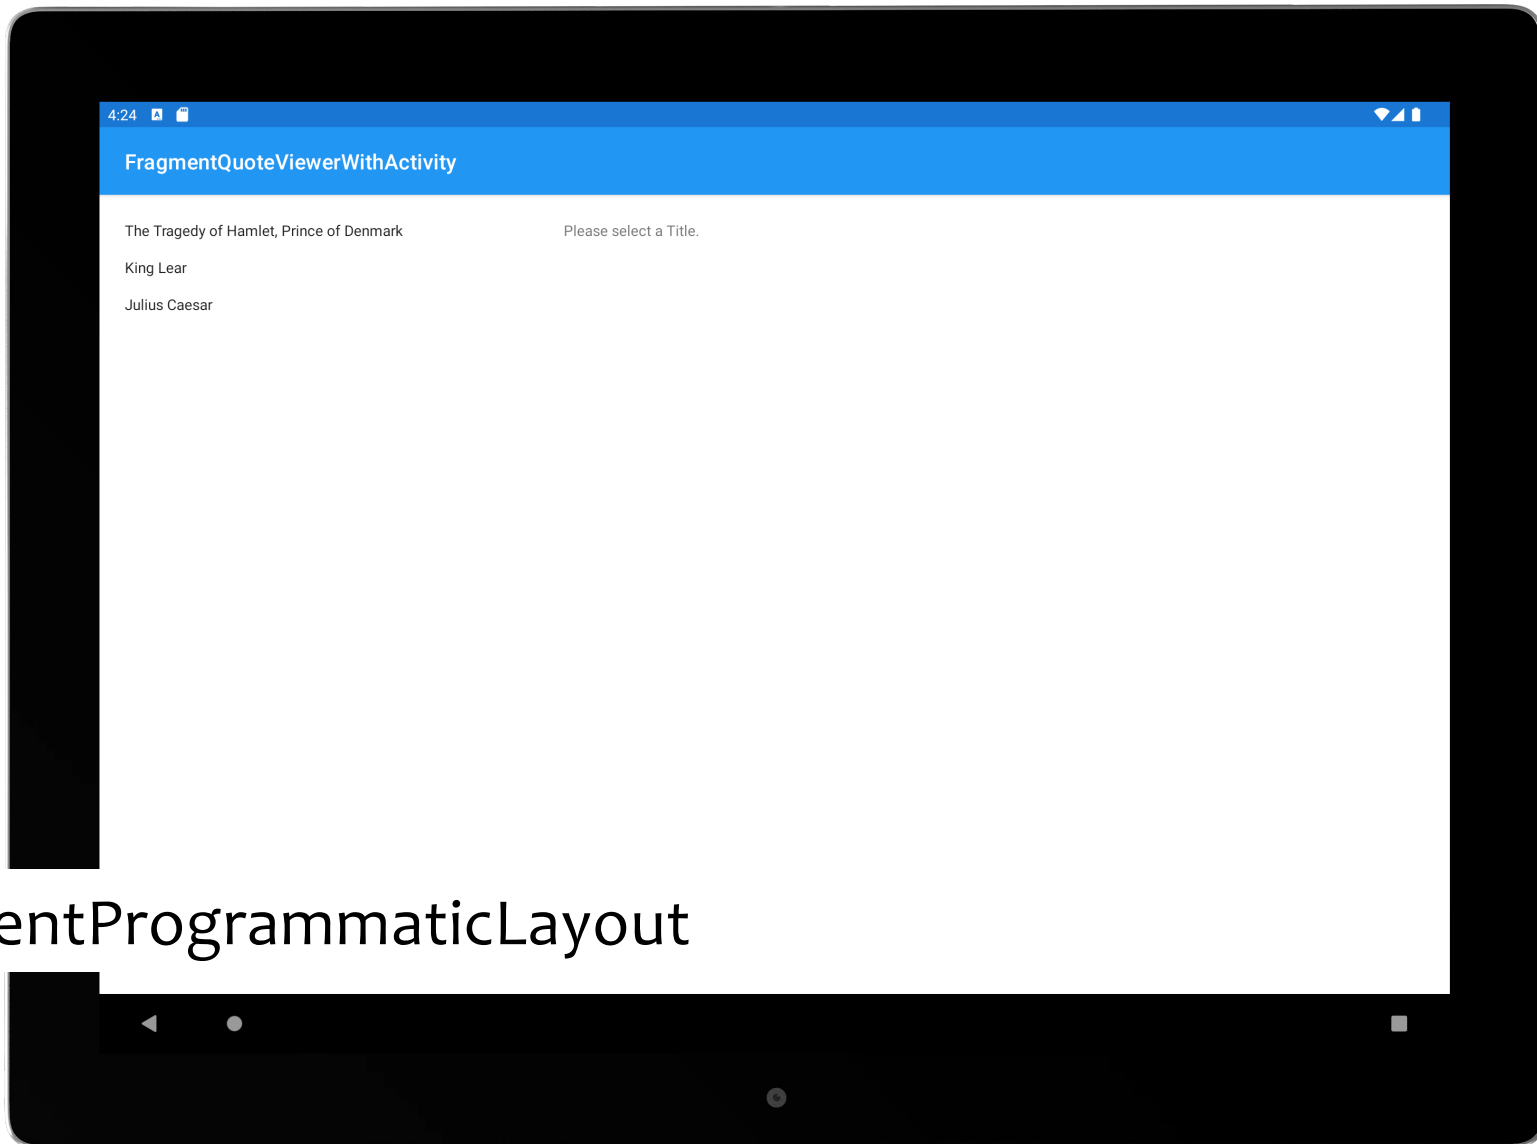 4:24
FragmentQuoteViewerWithActivity
The Tragedy of Hamlet, Prince of Denmark
Please select a Title.
King Lear
Julius Caesar
entProgrammaticLayout